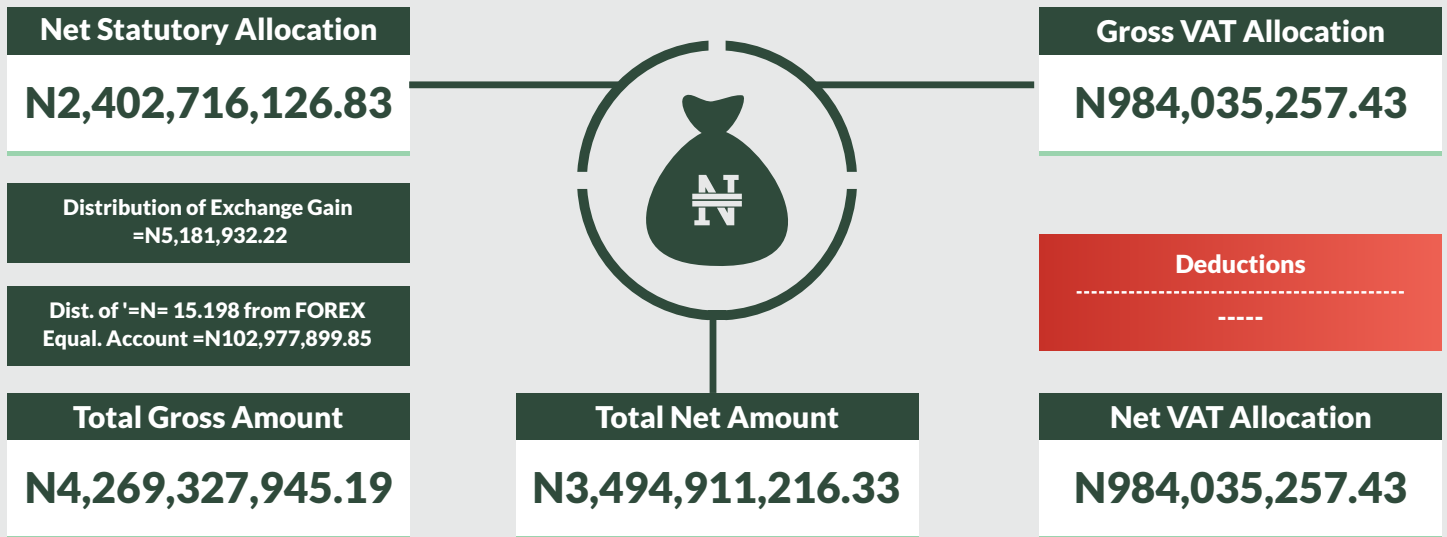 Net Statutory Allocation
N2,402,716,126.83
Distribution of Exchange Gain
=N5,181,932.22
Dist. of '=N= 15.198 from FOREX
Equal. Account =N102,977,899.85
Total Gross Amount
N4,269,327,945.19
₦
Total Net Amount
N3,494,911,216.33
Gross VAT Allocation
N984,035,257.43
Deductions
--------------------------------------------
-----
Net VAT Allocation
N984,035,257.43